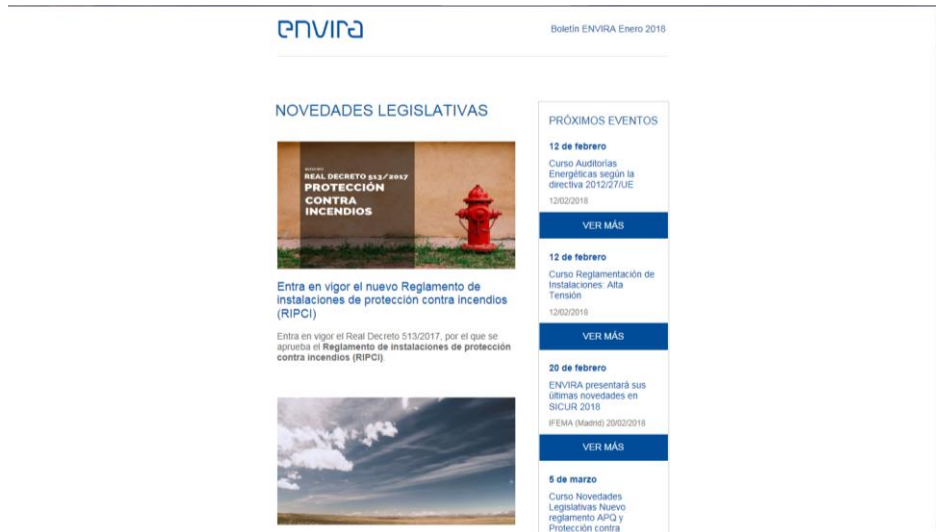 envira
Boletín ENVIRA Enero 2018
NOVEDADES LEGISLATIVAS
REAL DECRETO 513/2017
PROTECCIÓN
CONTRA
INCENDIOS
Entra en vigor el nuevo Reglamento de
instalaciones de protección contra incendios
(RIPCI)
Entra en vigor el Real Decreto 513/2017, por el que se
aprueba el Reglamento de instalaciones de protección
contra incendios (RIPCI).
PRÓXIMOS EVENTOS
12 de febrero
Curso Auditorías
Energéticas según la
directiva 2012/27/UE
12/02/2018
VER MÁS
12 de febrero
Curso Reglamentación de
Instalaciones: Alta
Tensión
12/02/2018
VER MÁS
20 de febrero
ENVIRA presentará sus
últimas novedades en
SICUR 2018
IFEMA (Madrid) 20/02/2018
VER MÁS
5 de marzo
Curso Novedades
Legislativas Nuevo
reglamento APQ y
Protección contra